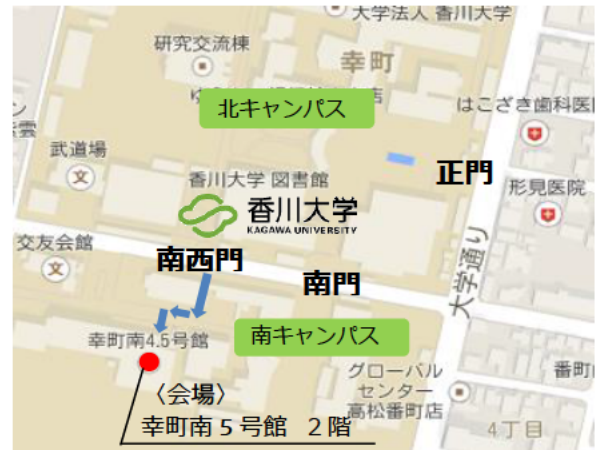 大学法人 香川大学
研究交流棟
幸町
北キャンパス
はこざき歯科医
武道場
正門
香川大学 図書館
形見医院
香川大学
KAGAWA UNIVERSITY
交友会館
南西門
南門
大学通り
幸町南4.5号館
南キャンパス
グローバル
センター
高松番町店
番町
〈会場〉
幸町南5号館 2階
4丁目